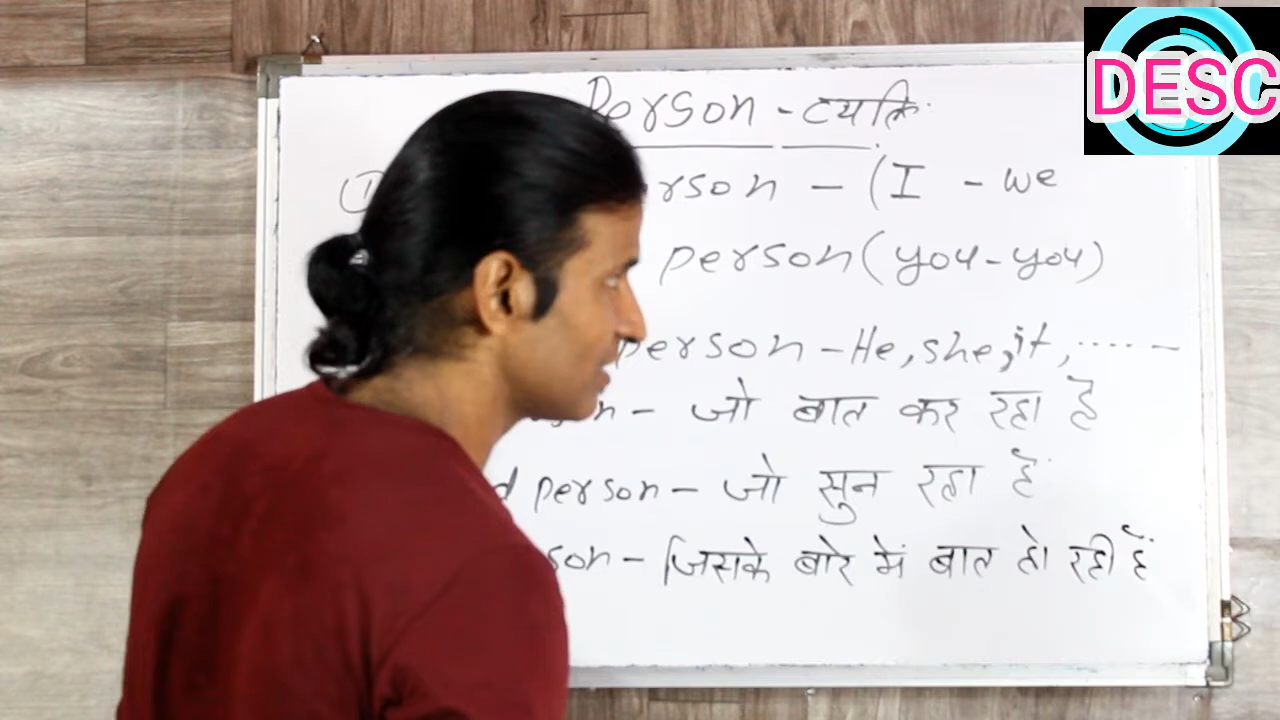 DESC
Person - व्यक्ति
① rson - (I - we
person (you - you)
person - He, she, it, ..... -
n - जो बात कर रहा है
d person - जो सुन रहा है
son - जिसके बारे में बात हो रही हैं